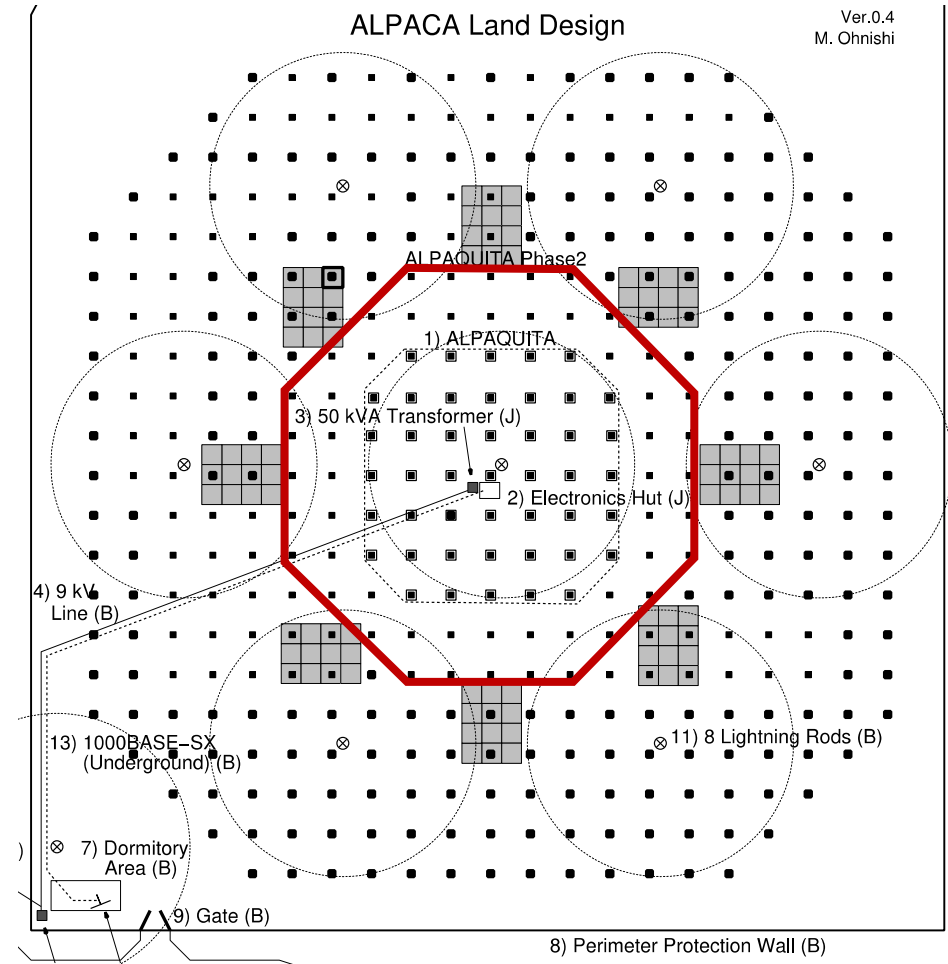 ALPACA Land Design
Ver.0.4
M. Ohnishi
ALPAQUITA Phase2
1) ALPAQUITA
3) 50 kVA Transformer (J)
2) Electronics Hut (J)
4) 9 kV
Line (B)
13) 1000BASE–SX
(Underground) (B)
11) 8 Lightning Rods (B)
)
7) Dormitory
Area (B)
9) Gate (B)
8) Perimeter Protection Wall (B)